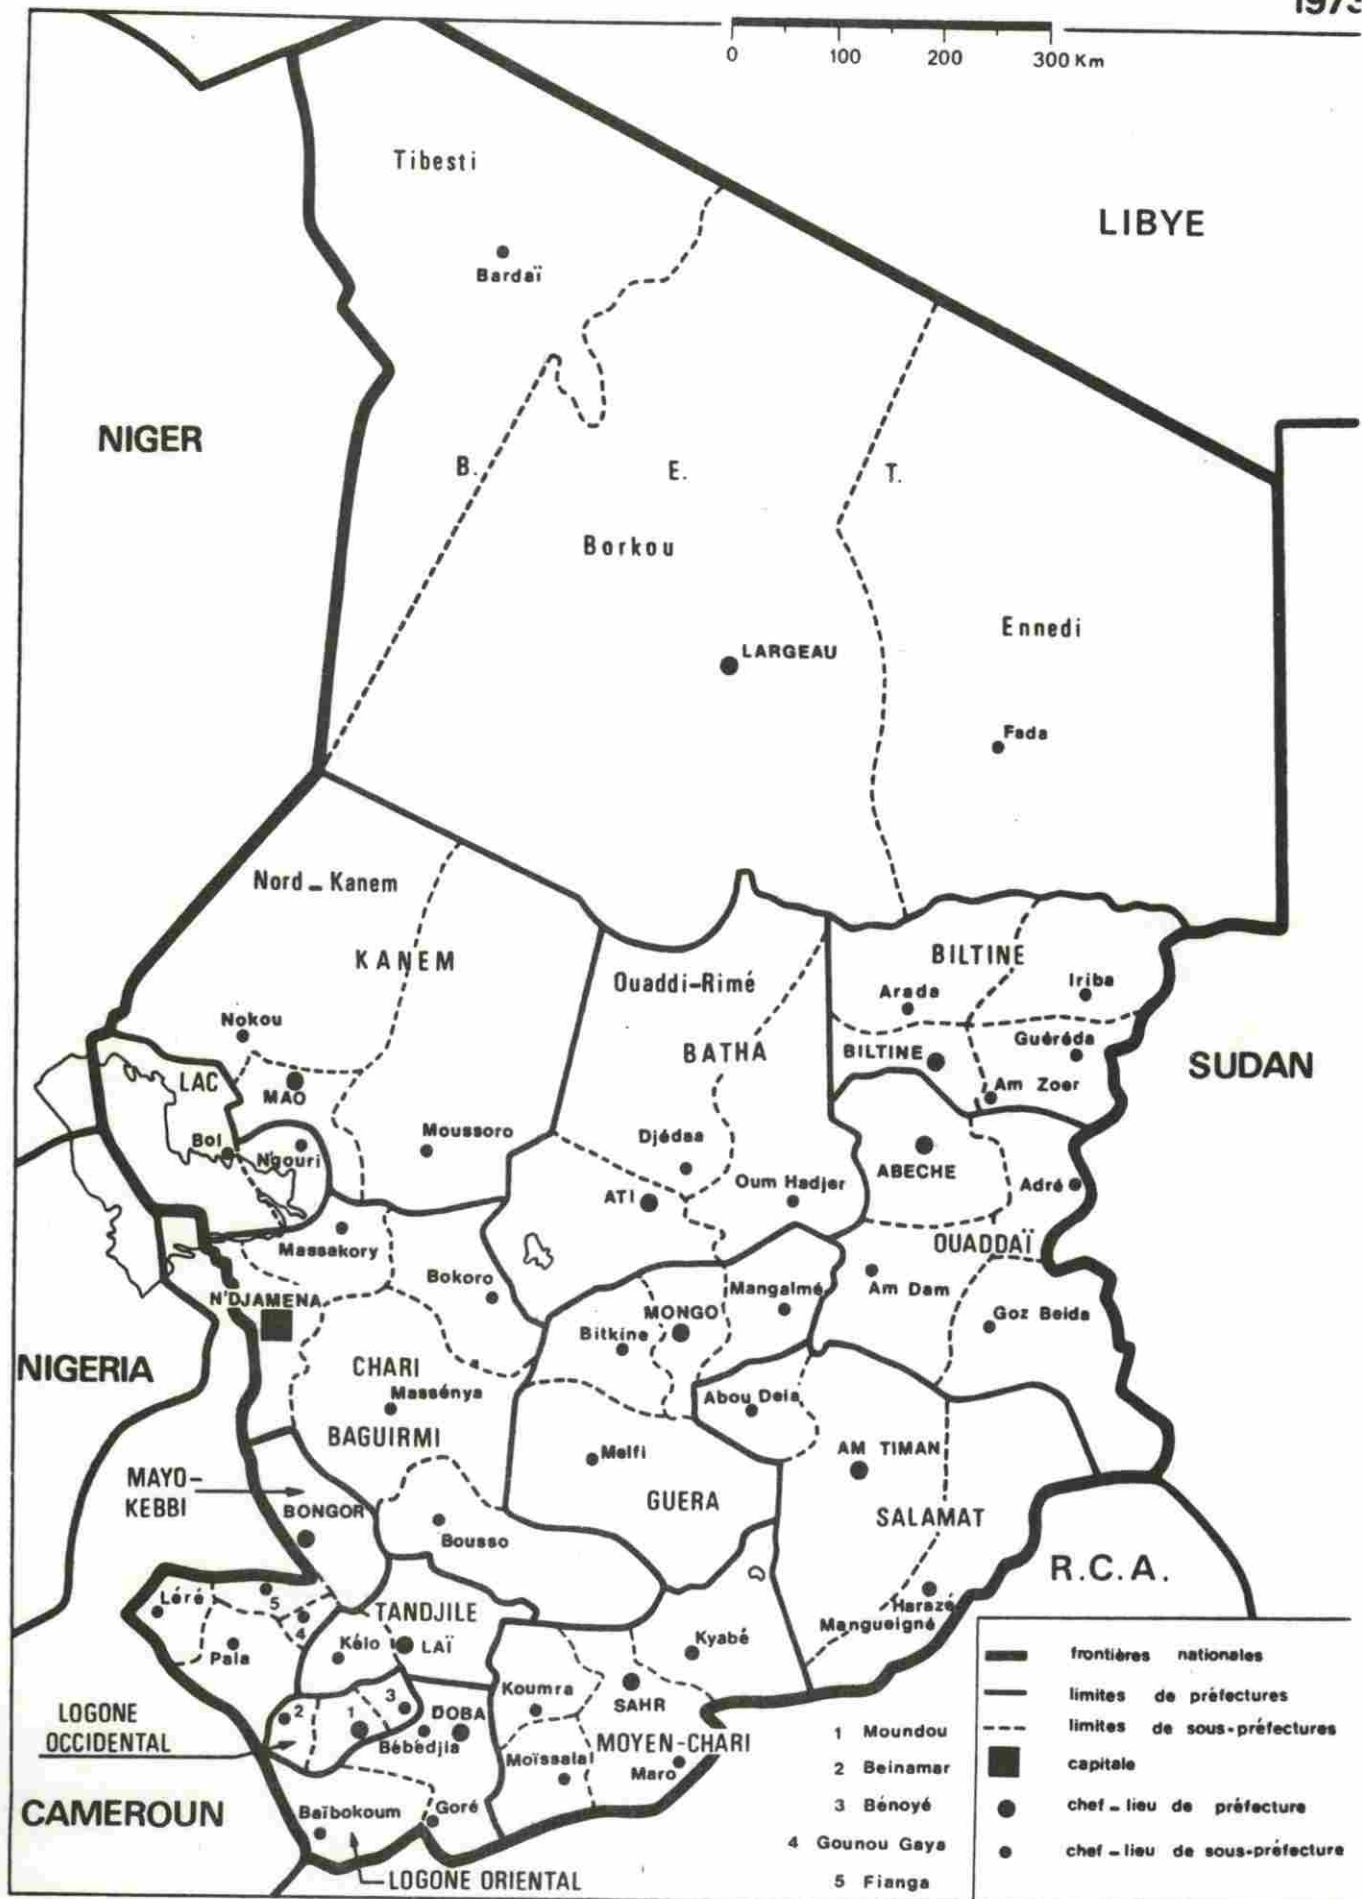 1973
0 100 200 300 Km
Tibesti
LIBYE
Bardaï
NIGER
B. E. T.
Borkou
Ennedi
LARGEAU
Fada
Nord-Kanem
KANEM
BILTINE
Ouaddi-Rimé
Arada
Iriba
Nokou
Guéréda
BATHA
BILTINE
SUDAN
LAC
MAO
Am Zoer
Bol
N'gouri
Moussoro
Djédaa
ABECHE
ATI
Oum Hadjer
Adré
Massakory
OUADDAÏ
Bokoro
Mangalmé
Am Dam
N'DJAMENA
MONGO
Goz Beida
Bitkine
NIGERIA
CHARI
Massénya
Abou Deia
BAGUIRMI
Melfi
AM TIMAN
MAYO-
KEBBI
GUERA
BONGOR
SALAMAT
Bousso
R.C.A.
Léré
5
TANDJILE
Harazé
Mangueigné
4
Kélo
LAÏ
Kyabé
Pala
Koumra
SAHR
LOGONE
OCCIDENTAL
2
1
3
DOBA
Bébédjia
MOYEN-CHARI
Moïssalal
Maro
CAMEROUN
Baïbokoum
Goré
LOGONE ORIENTAL
1 Moundou
2 Beinamar
3 Bénoyé
4 Gounou Gaya
5 Fianga
frontières nationales
limites de préfectures
limites de sous-préfectures
capitale
chef-lieu de préfecture
chef-lieu de sous-préfecture